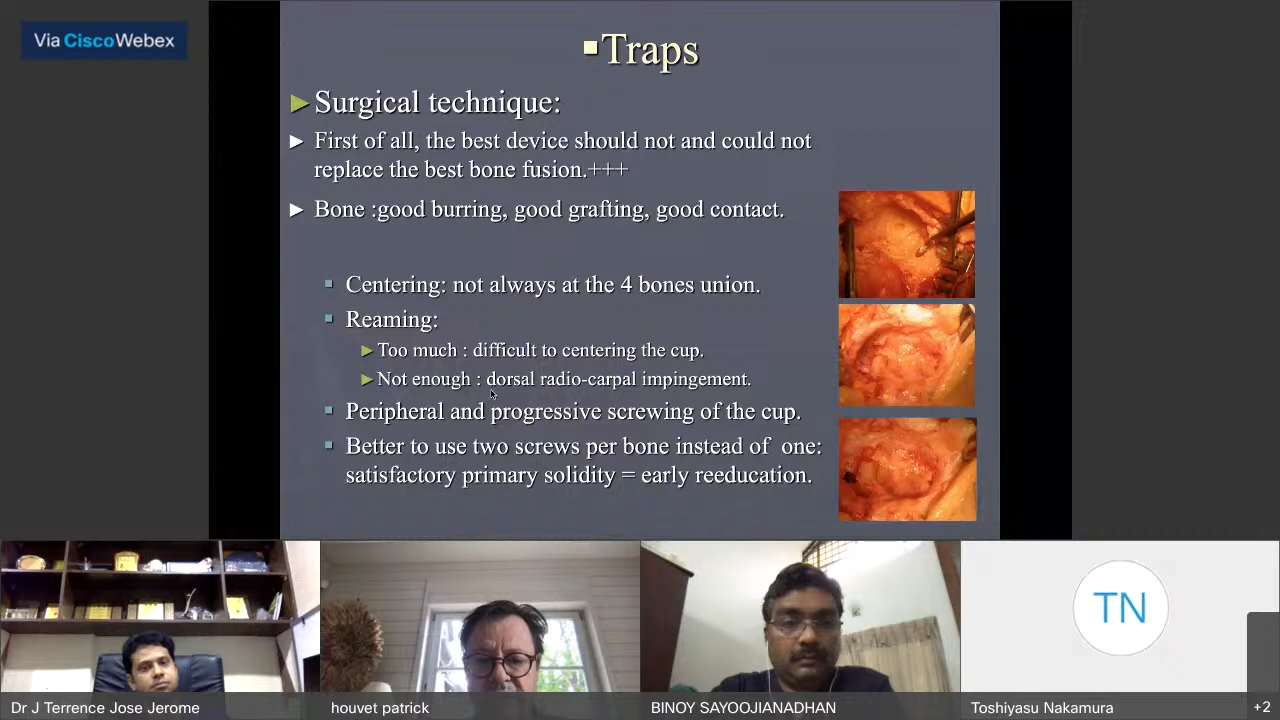 Via Cisco Webex
▪Traps
►Surgical technique:
► First of all, the best device should not and could not
replace the best bone fusion.+++
► Bone :good burring, good grafting, good contact.
▪ Centering: not always at the 4 bones union.
▪ Reaming:
►Too much : difficult to centering the cup.
►Not enough : dorsal radio-carpal impingement.
▪ Peripheral and progressive screwing of the cup.
▪ Better to use two screws per bone instead of one:
satisfactory primary solidity = early reeducation.
TN
Dr J Terrence Jose Jerome
houvet patrick
BINOY SAYOOJIANADHAN
Toshiyasu Nakamura
+2